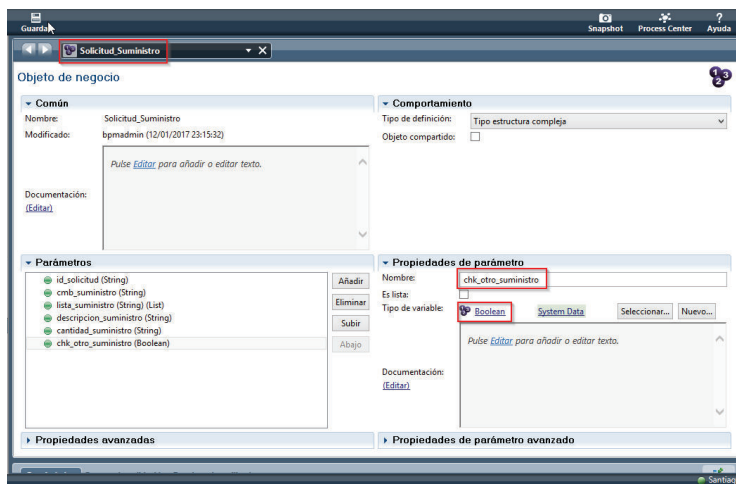 Guardar
Snapshot Process Center Ayuda
Solicitud_Suministro
Objeto de negocio
Común
Nombre: Solicitud_Suministro
Modificado: bpmadmin (12/01/2017 23:15:32)
Pulse Editar para añadir o editar texto.
Documentación:
(Editar)
Comportamiento
Tipo de definición: Tipo estructura compleja
Objeto compartido:
Parámetros
id_solicitud (String)
cmb_suministro (String)
lista_suministro (String) (List)
descripcion_suministro (String)
cantidad_suministro (String)
chk_otro_suministro (Boolean)
Añadir
Eliminar
Subir
Abajo
Propiedades de parámetro
Nombre: chk_otro_suministro
Es lista:
Tipo de variable: Boolean System Data Seleccionar... Nuevo...
Pulse Editar para añadir o editar texto.
Documentación:
(Editar)
Propiedades avanzadas
Propiedades de parámetro avanzado
Santiag